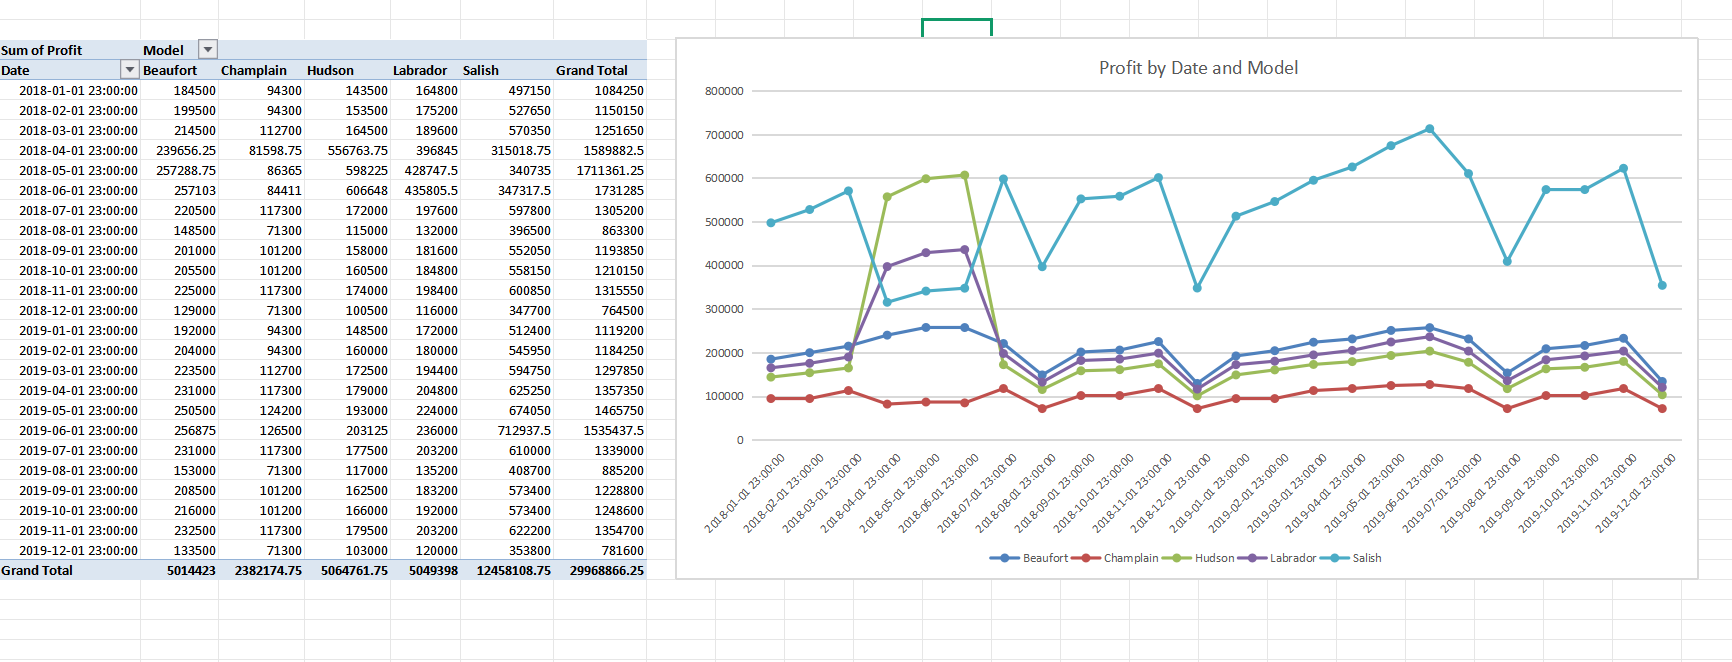 Sum of Profit Model
Date Beaufort Champlain Hudson Labrador Salish Grand Total
2018-01-01 23:00:00 184500 94300 143500 164800 497150 1084250
2018-02-01 23:00:00 199500 94300 153500 175200 527650 1150150
2018-03-01 23:00:00 214500 112700 164500 189600 570350 1251650
2018-04-01 23:00:00 239656.25 81598.75 556763.75 396845 315018.75 1589882.5
2018-05-01 23:00:00 257288.75 86365 598225 428747.5 340735 1711361.25
2018-06-01 23:00:00 257103 84411 606648 435805.5 347317.5 1731285
2018-07-01 23:00:00 220500 117300 172000 197600 597800 1305200
2018-08-01 23:00:00 148500 71300 115000 132000 396500 863300
2018-09-01 23:00:00 201000 101200 158000 181600 552050 1193850
2018-10-01 23:00:00 205500 101200 160500 184800 558150 1210150
2018-11-01 23:00:00 225000 117300 174000 198400 600850 1315550
2018-12-01 23:00:00 129000 71300 100500 116000 347700 764500
2019-01-01 23:00:00 192000 94300 148500 172000 512400 1119200
2019-02-01 23:00:00 204000 94300 160000 180000 545950 1184250
2019-03-01 23:00:00 223500 112700 172500 194400 594750 1297850
2019-04-01 23:00:00 231000 117300 179000 204800 625250 1357350
2019-05-01 23:00:00 250500 124200 193000 224000 674050 1465750
2019-06-01 23:00:00 256875 126500 203125 236000 712937.5 1535437.5
2019-07-01 23:00:00 231000 117300 177500 203200 610000 1339000
2019-08-01 23:00:00 153000 71300 117000 135200 408700 885200
2019-09-01 23:00:00 208500 101200 162500 183200 573400 1228800
2019-10-01 23:00:00 216000 101200 166000 192000 573400 1248600
2019-11-01 23:00:00 232500 117300 179500 203200 622200 1354700
2019-12-01 23:00:00 133500 71300 103000 120000 353800 781600
Grand Total 5014423 2382174.75 5064761.75 5049398 12458108.75 29968866.25
Profit by Date and Model
800000
700000
600000
500000
400000
300000
200000
100000
0
2018-01-01 23:00:00
2018-02-01 23:00:00
2018-03-01 23:00:00
2018-04-01 23:00:00
2018-05-01 23:00:00
2018-06-01 23:00:00
2018-07-01 23:00:00
2018-08-01 23:00:00
2018-09-01 23:00:00
2018-10-01 23:00:00
2018-11-01 23:00:00
2018-12-01 23:00:00
2019-01-01 23:00:00
2019-02-01 23:00:00
2019-03-01 23:00:00
2019-04-01 23:00:00
2019-05-01 23:00:00
2019-06-01 23:00:00
2019-07-01 23:00:00
2019-08-01 23:00:00
2019-09-01 23:00:00
2019-10-01 23:00:00
2019-11-01 23:00:00
2019-12-01 23:00:00
Beaufort Champlain Hudson Labrador Salish